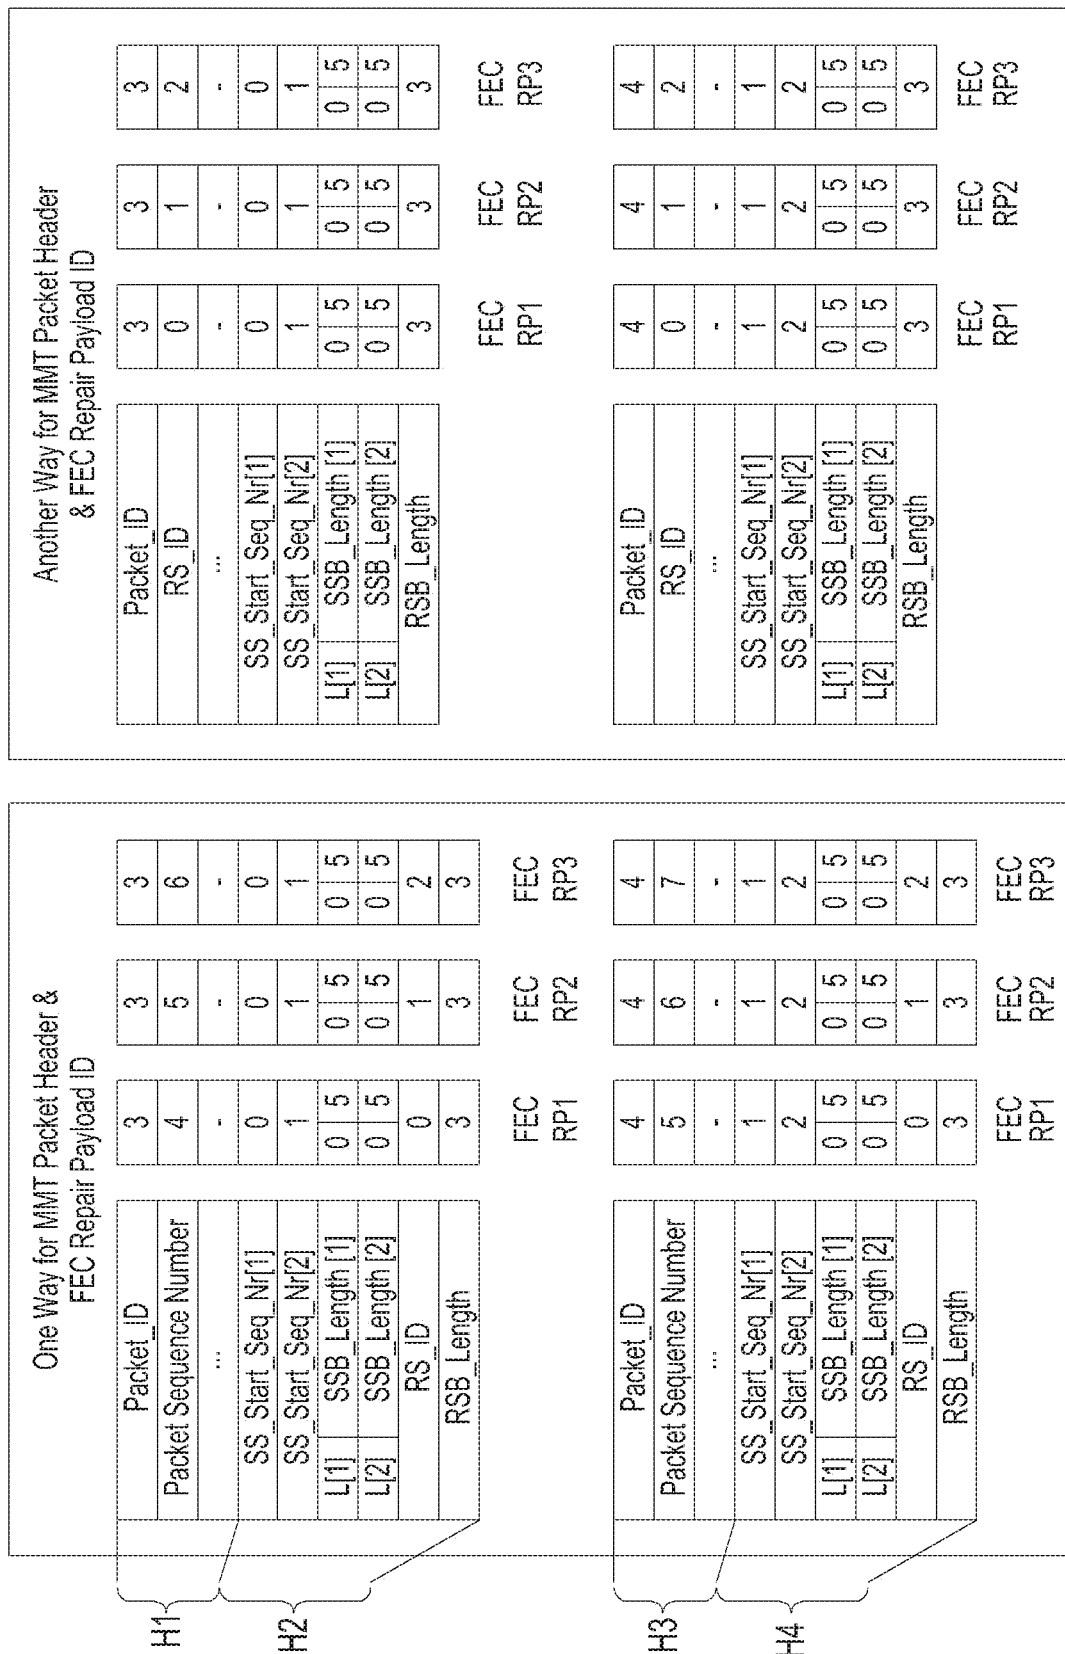 One Way for MMT Packet Header &
FEC Repair Payload ID
H1
H2
Packet_ID 3 3 3
Packet Sequence Number 4 5 6
... - - -
SS_Start_Seq_Nr[1] 0 0 0
SS_Start_Seq_Nr[2] 1 1 1
L[1] SSB_Length [1] 0 5 0 5 0 5
L[2] SSB_Length [2] 0 5 0 5 0 5
RS_ID 0 1 2
RSB_Length 3 3 3
FEC RP1 FEC RP2 FEC RP3
H3
H4
Packet_ID 4 4 4
Packet Sequence Number 5 6 7
... - - -
SS_Start_Seq_Nr[1] 1 1 1
SS_Start_Seq_Nr[2] 2 2 2
L[1] SSB_Length [1] 0 5 0 5 0 5
L[2] SSB_Length [2] 0 5 0 5 0 5
RS_ID 0 1 2
RSB_Length 3 3 3
FEC RP1 FEC RP2 FEC RP3
Another Way for MMT Packet Header
& FEC Repair Payload ID
Packet_ID 3 3 3
RS_ID 0 1 2
... - - -
SS_Start_Seq_Nr[1] 0 0 0
SS_Start_Seq_Nr[2] 1 1 1
L[1] SSB_Length [1] 0 5 0 5 0 5
L[2] SSB_Length [2] 0 5 0 5 0 5
RSB_Length 3 3 3
FEC RP1 FEC RP2 FEC RP3
Packet_ID 4 4 4
RS_ID 0 1 2
... - - -
SS_Start_Seq_Nr[1] 1 1 1
SS_Start_Seq_Nr[2] 2 2 2
L[1] SSB_Length [1] 0 5 0 5 0 5
L[2] SSB_Length [2] 0 5 0 5 0 5
RSB_Length 3 3 3
FEC RP1 FEC RP2 FEC RP3